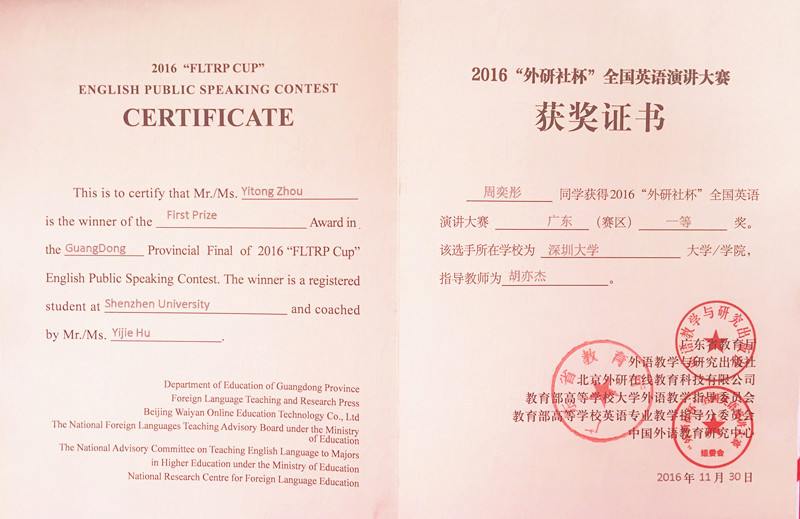 2016 “FLTRP CUP”
ENGLISH PUBLIC SPEAKING CONTEST
CERTIFICATE
This is to certify that Mr./Ms. Yitong Zhou
is the winner of the First Prize Award in
the GuangDong Provincial Final of 2016 “FLTRP Cup”
English Public Speaking Contest. The winner is a registered
student at Shenzhen University and coached
by Mr./Ms. Yijie Hu.
Department of Education of Guangdong Province
Foreign Language Teaching and Research Press
Beijing Waiyan Online Education Technology Co., Ltd
The National Foreign Languages Teaching Advisory Board under the Ministry
of Education
The National Advisory Committee on Teaching English Language to Majors
in Higher Education under the Ministry of Education
National Research Centre for Foreign Language Education
2016 “外研社杯” 全国英语演讲大赛
获奖证书
周奕彤 同学获得2016 “外研社杯” 全国英语
演讲大赛 广东 (赛区) 一等 奖。
该选手所在学校为 深圳大学 大学/学院,
指导教师为 胡亦杰 。
广东省教育厅
外语教学与研究出版社
北京外研在线教育科技有限公司
教育部高等学校大学外语教学指导委员会
教育部高等学校英语专业教学指导分委员会
中国外语教育研究中心
组委会
2016 年 11 月 30 日